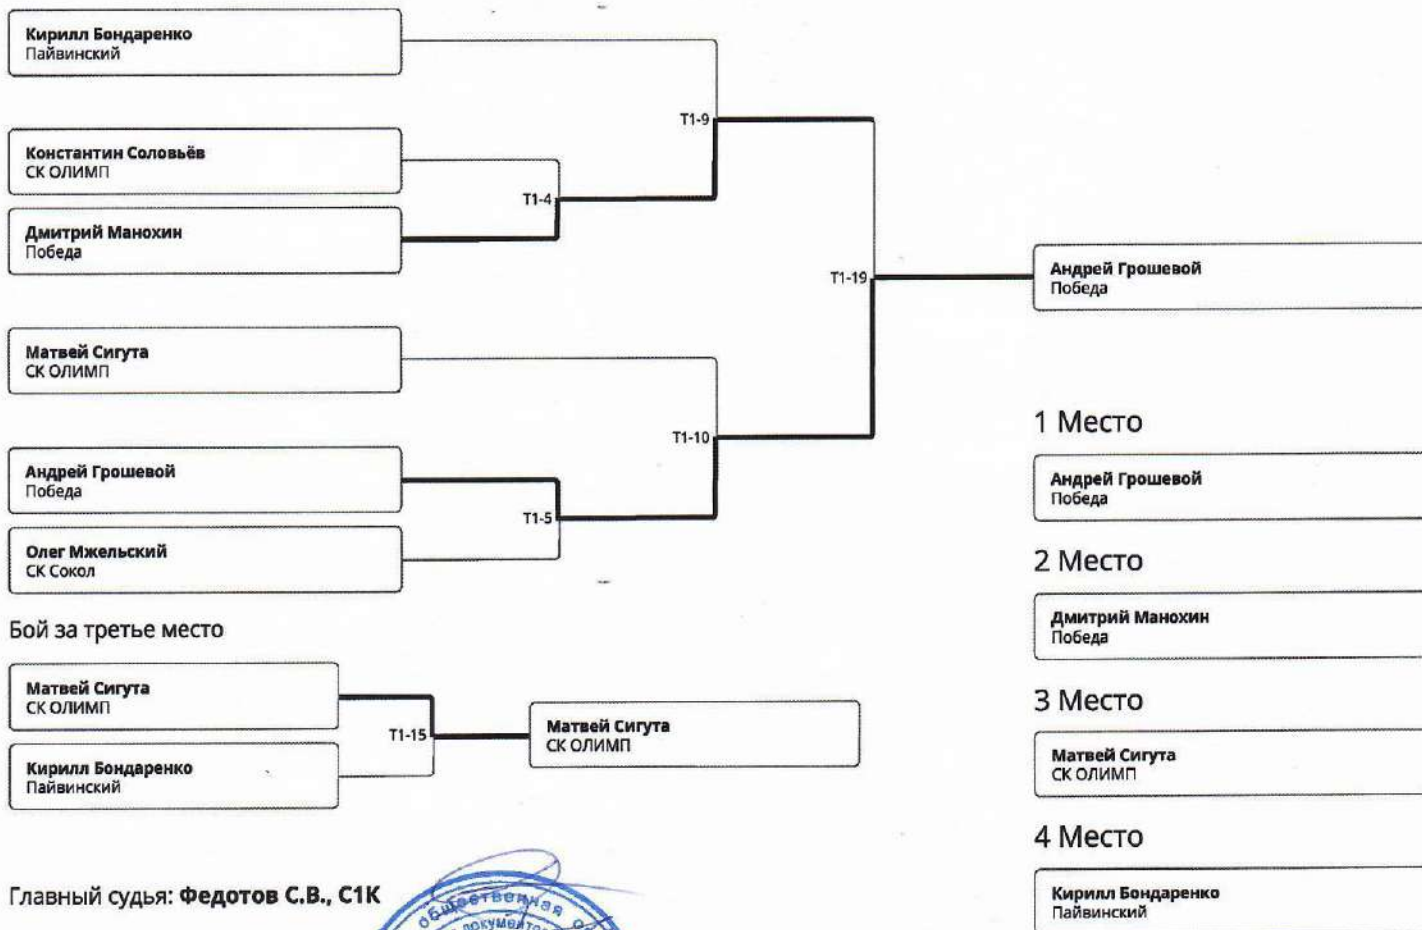 Кирилл Бондаренко
Пайвинский
Константин Соловьёв
СК ОЛИМП
Дмитрий Манохин
Победа
Матвей Сигута
СК ОЛИМП
Андрей Грошевой
Победа
Олег Мжельский
СК Сокол
T1-4
T1-5
T1-9
T1-10
T1-19
Андрей Грошевой
Победа
Бой за третье место
Матвей Сигута
СК ОЛИМП
Кирилл Бондаренко
Пайвинский
T1-15
Матвей Сигута
СК ОЛИМП
1 Место
Андрей Грошевой
Победа
2 Место
Дмитрий Манохин
Победа
3 Место
Матвей Сигута
СК ОЛИМП
4 Место
Кирилл Бондаренко
Пайвинский
Главный судья: Федотов С.В., С1К
общественная